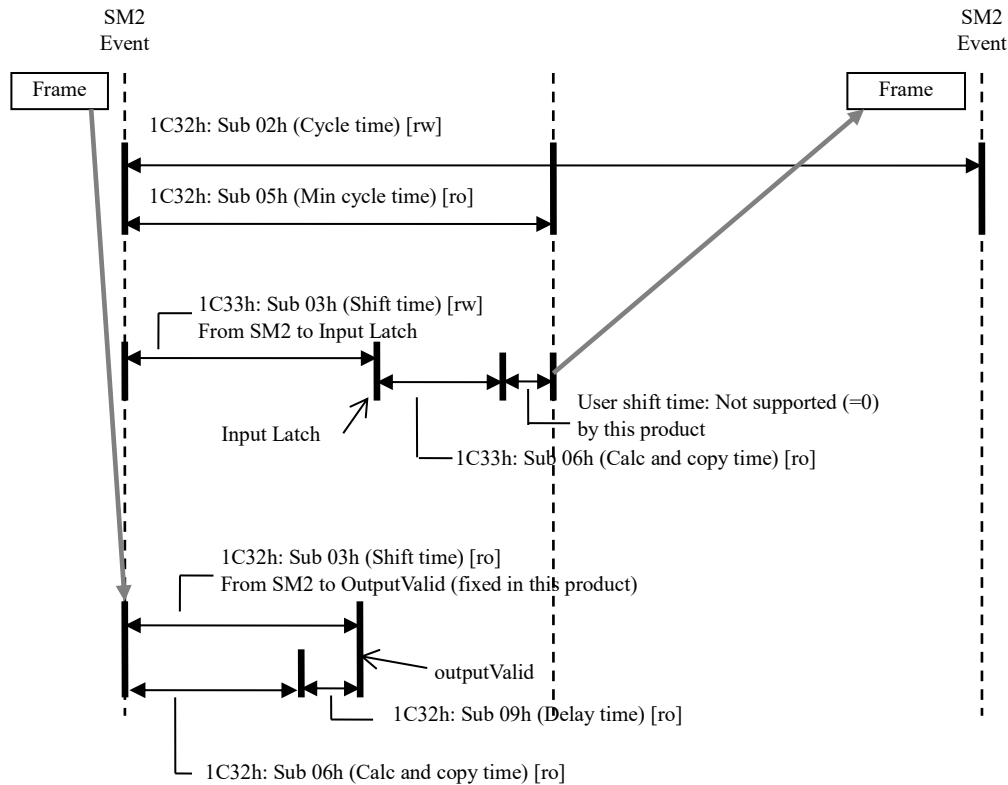 SM2
Event
SM2
Event
Frame
Frame
1C32h: Sub 02h (Cycle time) [rw]
1C32h: Sub 05h (Min cycle time) [ro]
1C33h: Sub 03h (Shift time) [rw]
From SM2 to Input Latch
User shift time: Not supported (=0)
by this product
Input Latch
1C33h: Sub 06h (Calc and copy time) [ro]
1C32h: Sub 03h (Shift time) [ro]
From SM2 to OutputValid (fixed in this product)
outputValid
1C32h: Sub 09h (Delay time) [ro]
1C32h: Sub 06h (Calc and copy time) [ro]